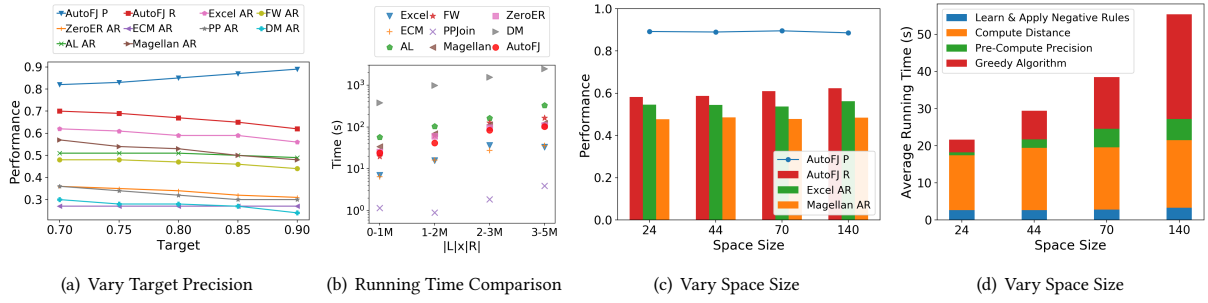 AutoFJ P
AutoFJ R
Excel AR
FW AR
ZeroER AR
ECM AR
PP AR
DM AR
AL AR
Magellan AR
0.9
0.8
0.7
0.6
0.5
0.4
0.3
Performance
0.70
0.75
0.80
0.85
0.90
Target
(a) Vary Target Precision
Excel
FW
ZeroER
ECM
PPJoin
DM
AL
Magellan
AutoFJ
10³
10²
10¹
10⁰
Time (s)
0-1M
1-2M
2-3M
3-5M
|L|x|R|
(b) Running Time Comparison
1.0
0.8
0.6
0.4
0.2
0.0
Performance
AutoFJ P
AutoFJ R
Excel AR
Magellan AR
24
44
70
140
Space Size
(c) Vary Space Size
Learn & Apply Negative Rules
Compute Distance
Pre-Compute Precision
Greedy Algorithm
50
40
30
20
10
0
Average Running Time (s)
24
44
70
140
Space Size
(d) Vary Space Size